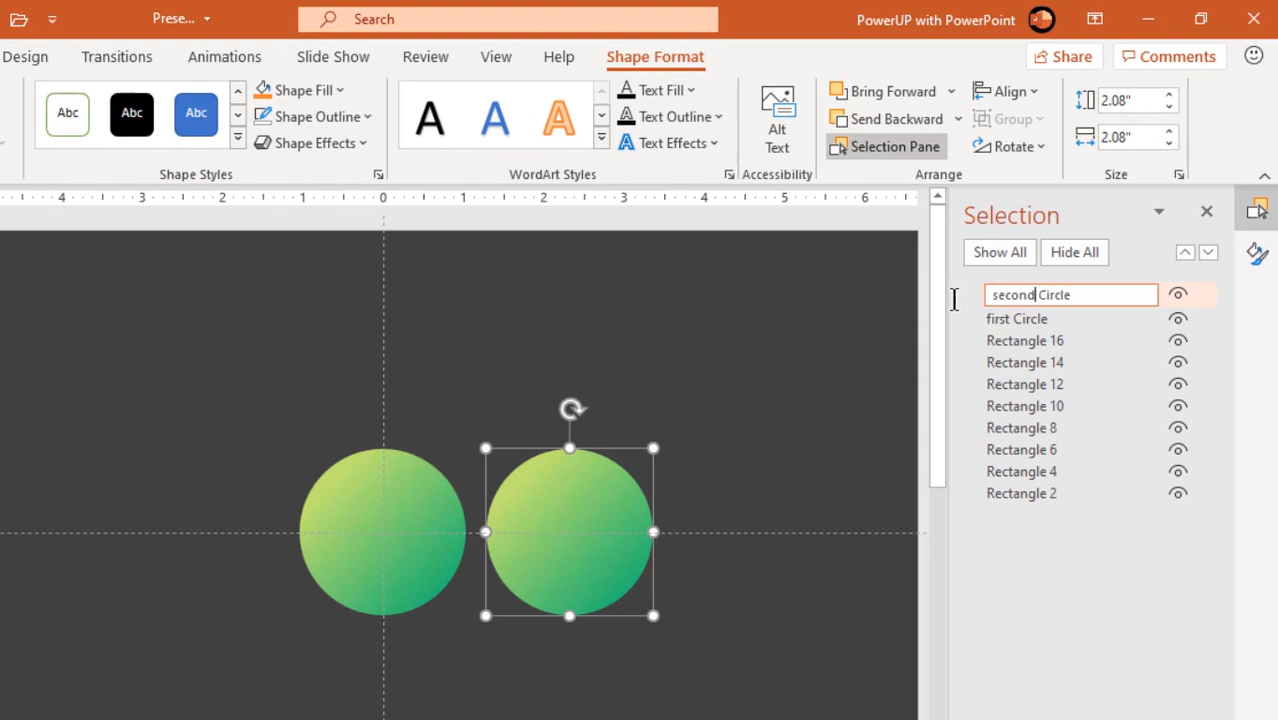 Prese...
Search
PowerUP with PowerPoint
Design Transitions Animations Slide Show Review View Help Shape Format Share Comments
Abc Abc Abc
Shape Fill
Shape Outline
Shape Effects
Shape Styles
A A A
Text Fill
Text Outline
Text Effects
WordArt Styles
Alt
Text
Accessibility
Bring Forward
Send Backward
Selection Pane
Align
Group
Rotate
Arrange
2.08"
2.08"
Size
4 3 2 1 0 1 2 3 4 5 6
Selection
Show All Hide All
second Circle
first Circle
Rectangle 16
Rectangle 14
Rectangle 12
Rectangle 10
Rectangle 8
Rectangle 6
Rectangle 4
Rectangle 2